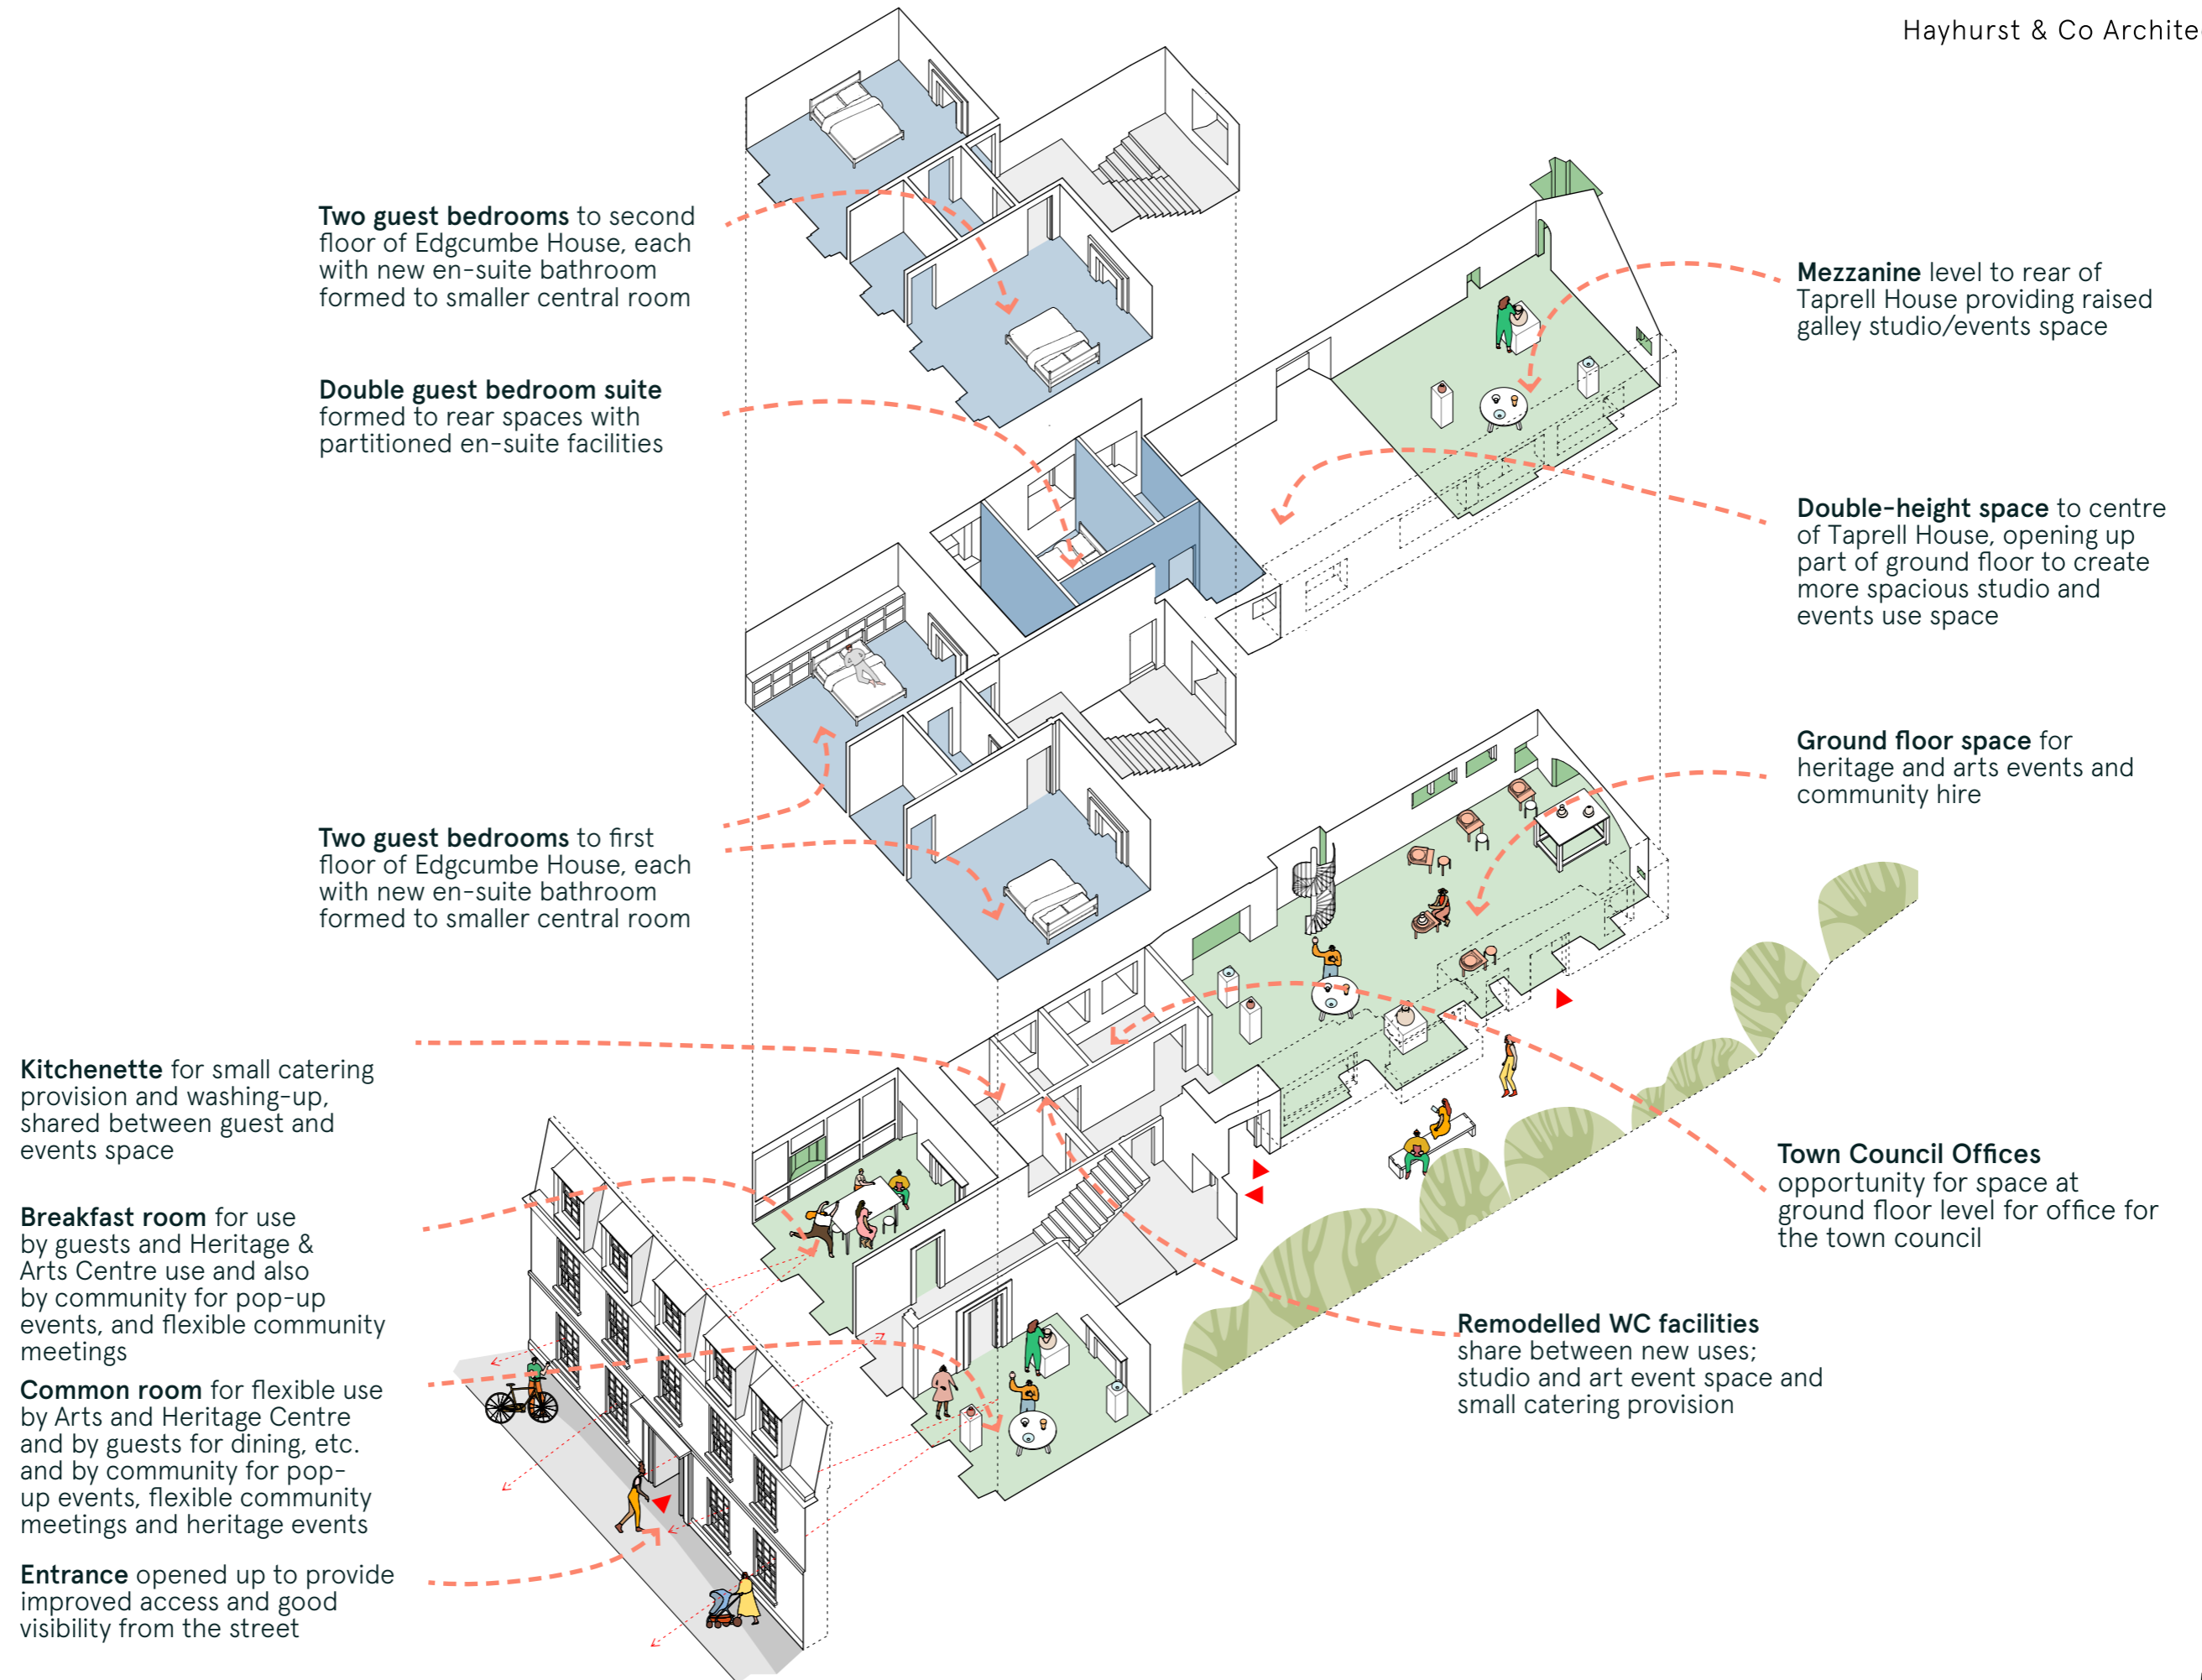 Hayhurst & Co
Two guest bedrooms to second
floor of Edgcumbe House, each
with new en-suite bathroom
formed to smaller central room
Double guest bedroom suite
formed to rear spaces with
partitioned en-suite facilities
Two guest bedrooms to first
floor of Edgcumbe House, each
with new en-suite bathroom
formed to smaller central room
Kitchenette for small catering
provision and washing-up,
shared between guest and
events space
Breakfast room for use
by guests and Heritage &
Arts Centre use and also
by community for pop-up
events, and flexible community
meetings
Common room for flexible use
by Arts and Heritage Centre
and by guests for dining, etc.
and by community for pop-
up events, flexible community
meetings and heritage events
Entrance opened up to provide
improved access and good
visibility from the street
Mezzanine level to rear of
Taprell House providing raised
galley studio/events space
Double-height space to centre
of Taprell House, opening up
part of ground floor to create
more spacious studio and
events use space
Ground floor space for
heritage and arts events and
community hire
Town Council Offices
opportunity for space at
ground floor level for office for
the town council
Remodelled WC facilities
share between new uses;
studio and art event space and
small catering provision